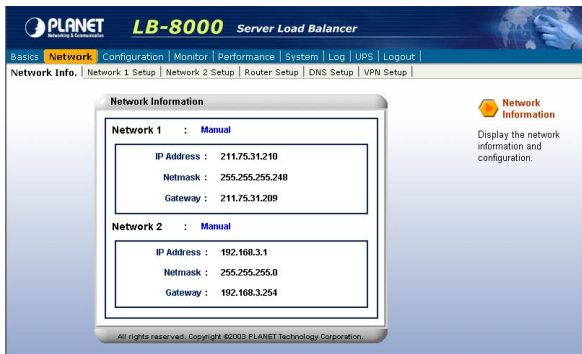 PLANET
Networking & Communication
LB-8000 Server Load Balancer
Basics | Network | Configuration | Monitor | Performance | System | Log | UPS | Logout |
Network Info. | Network 1 Setup | Network 2 Setup | Router Setup | DNS Setup | VPN Setup |
Network Information
Network 1 : Manual
IP Address : 211.75.31.210
Netmask : 255.255.255.248
Gateway : 211.75.31.209
Network 2 : Manual
IP Address : 192.168.3.1
Netmask : 255.255.255.0
Gateway : 192.168.3.254
All rights reserved. Copyright ©2003 PLANET Technology Corporation.
Network
Information
Display the network
information and
configuration.